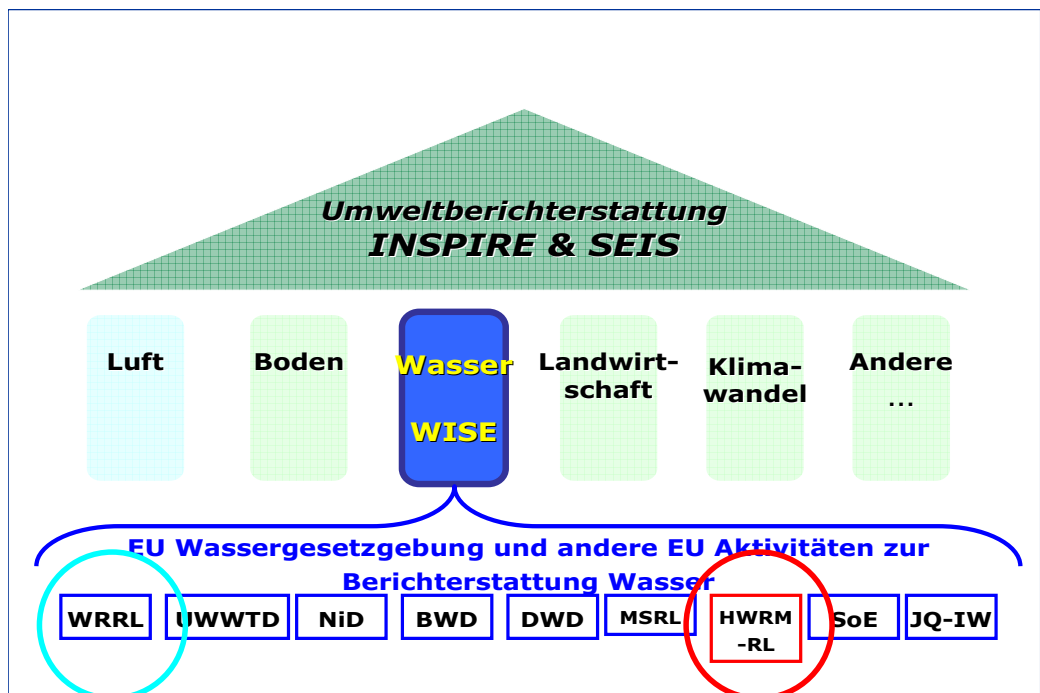 Umweltberichterstattung
INSPIRE & SEIS
Luft
Boden
Wasser
WISE
Landwirt-
schaft
Klima-
wandel
Andere
...
EU Wassergesetzgebung und andere EU Aktivitäten zur
Berichterstattung Wasser
WRRL
UWWTD
NiD
BWD
DWD
MSRL
HWRM
-RL
SoE
JQ-IW